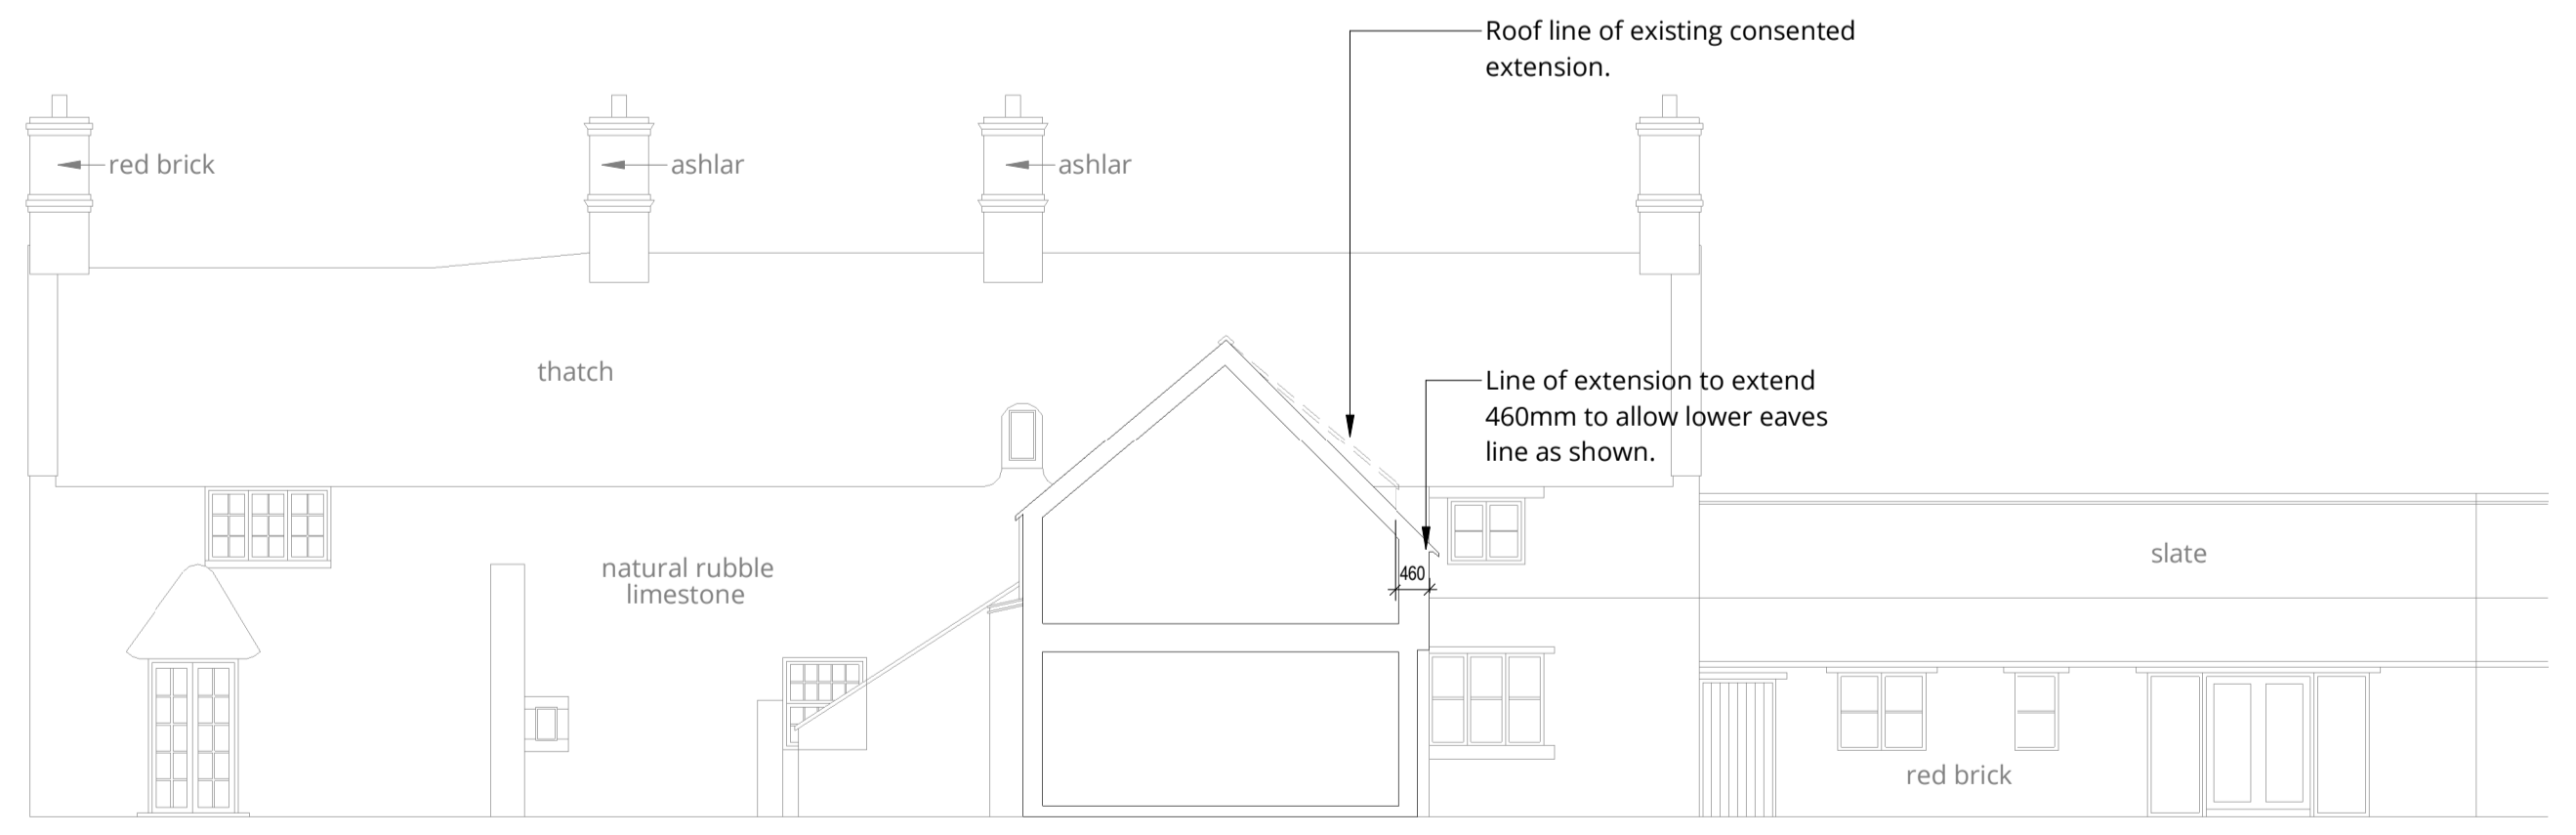 Roof line of existing consented
extension.
red brick
ashlar
ashlar
thatch
Line of extension to extend
460mm to allow lower eaves
line as shown.
natural rubble
limestone
460
slate
red brick